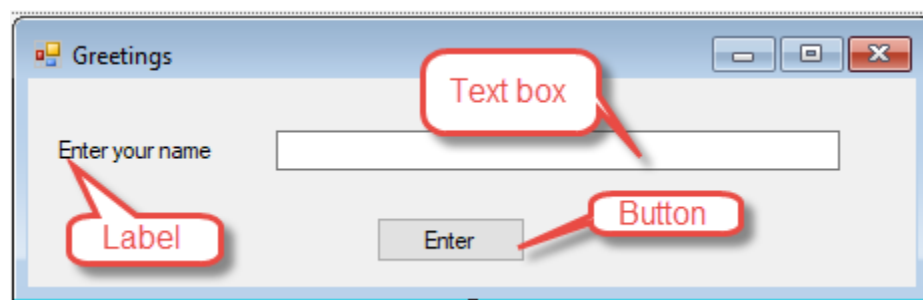 Greetings
Text box
Enter your name
Label
Enter
Button